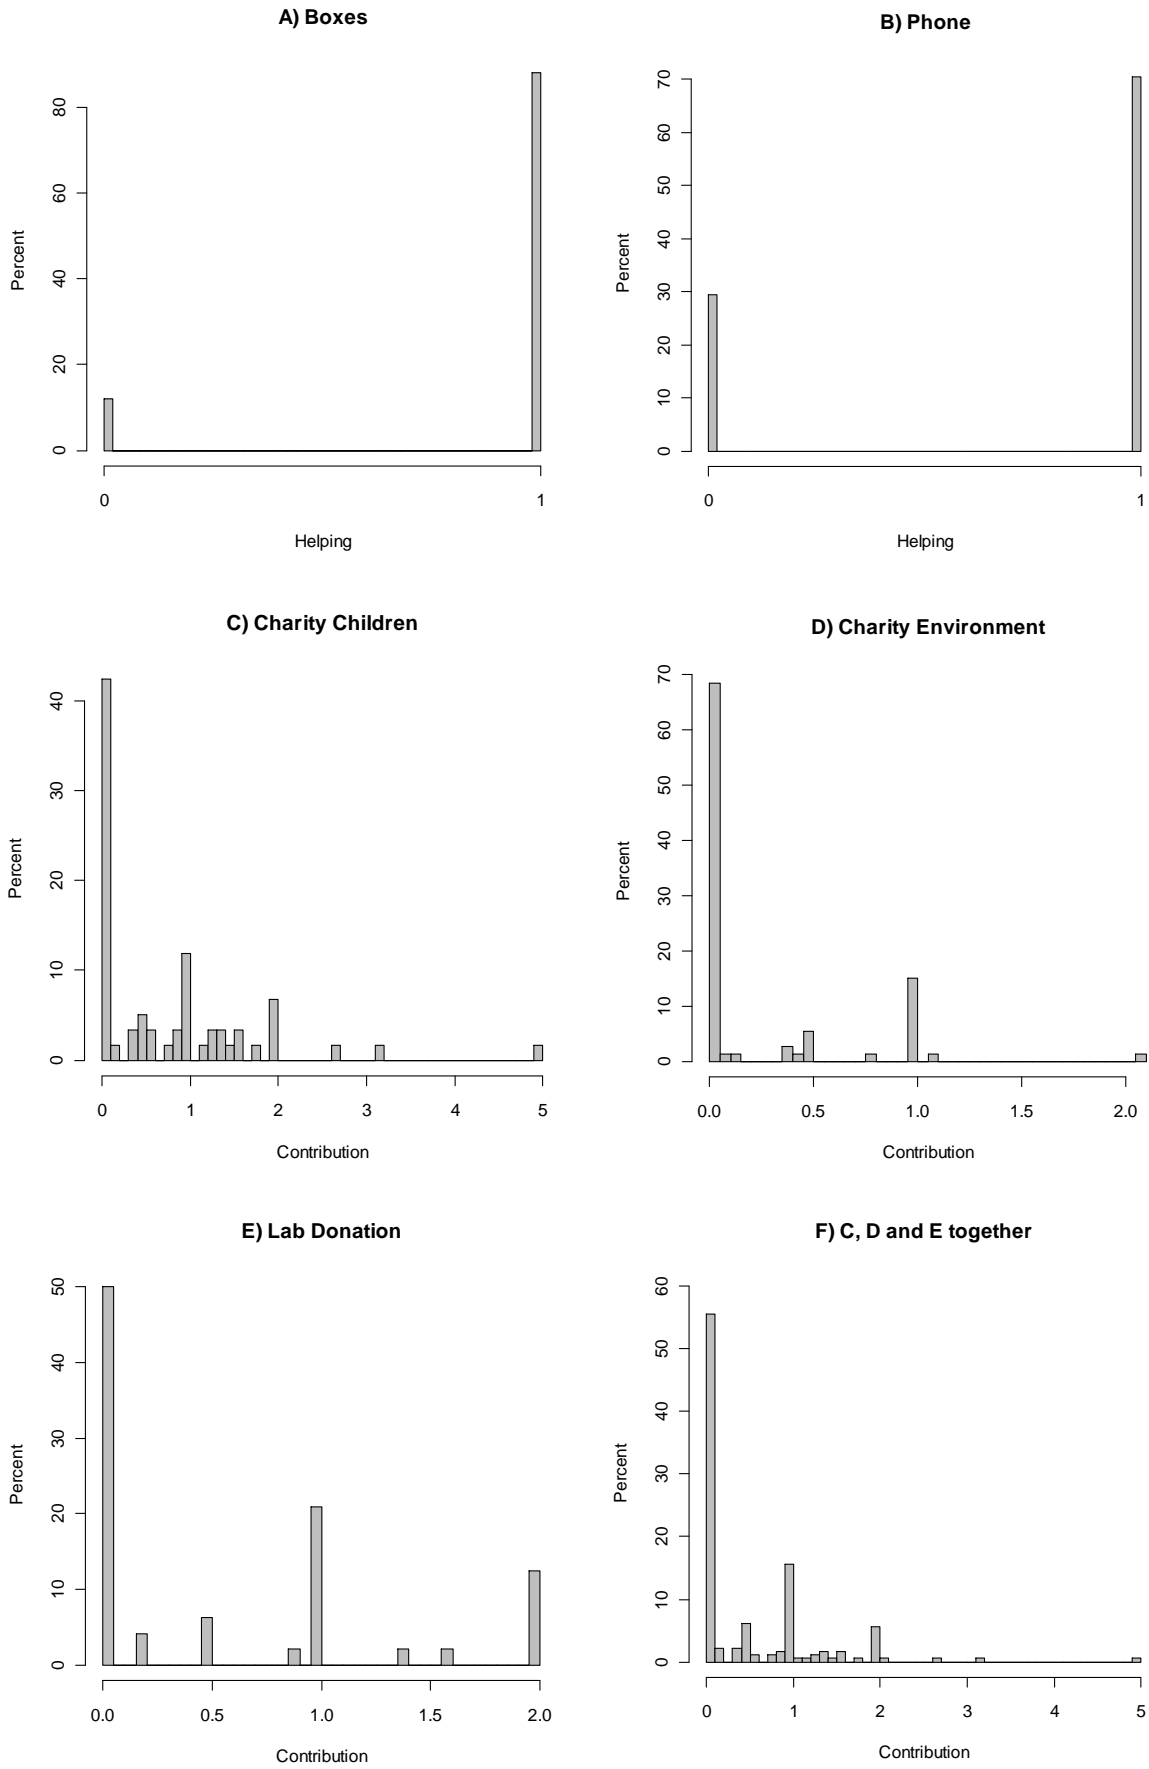 A) Boxes
Percent
0 20 40 60 80
0 1
Helping
B) Phone
Percent
0 10 20 30 40 50 60 70
0 1
Helping
C) Charity Children
Percent
0 10 20 30 40
0 1 2 3 4 5
Contribution
D) Charity Environment
Percent
0 10 20 30 40 50 60 70
0.0 0.5 1.0 1.5 2.0
Contribution
E) Lab Donation
Percent
0 10 20 30 40 50
0.0 0.5 1.0 1.5 2.0
Contribution
F) C, D and E together
Percent
0 10 20 30 40 50 60
0 1 2 3 4 5
Contribution